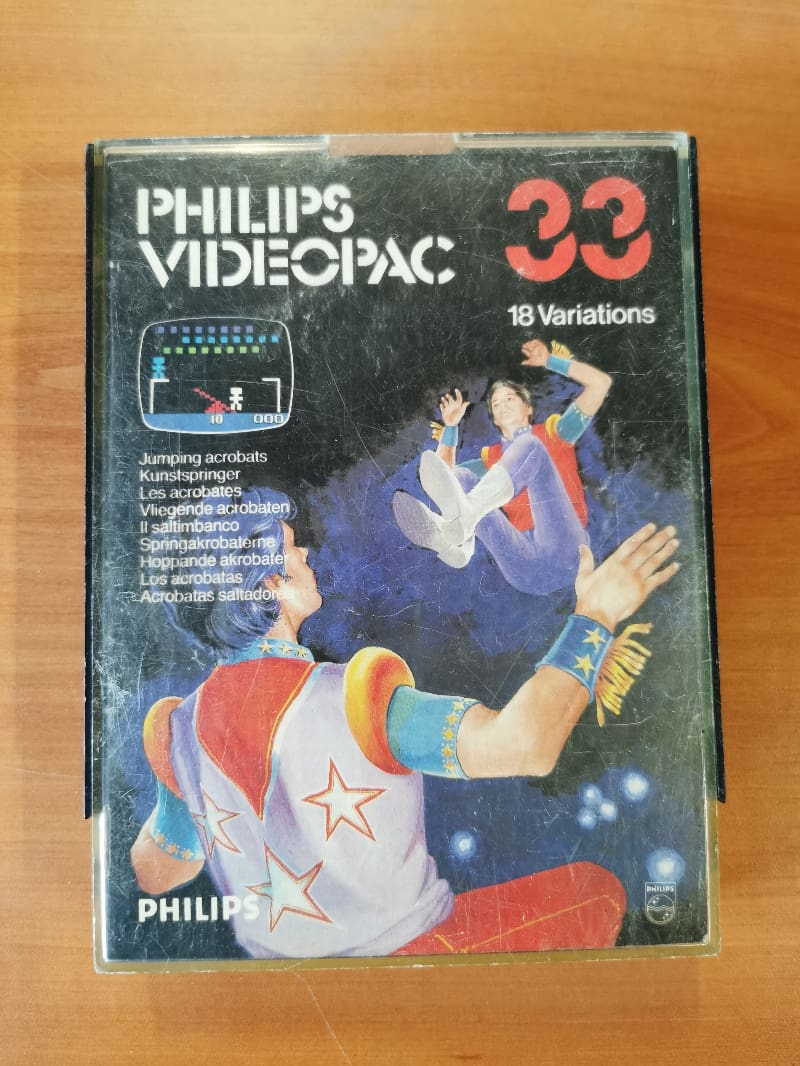 PHILIPS
VIDEOPAC
33
18 Variations
10 000
Jumping acrobats
Kunstspringer
Les acrobates
Vliegende acrobaten
Il saltimbanco
Springakrobaterne
Hoppande akrobater
Los acrobatas
Acrobatas saltadores
PHILIPS
PHILIPS